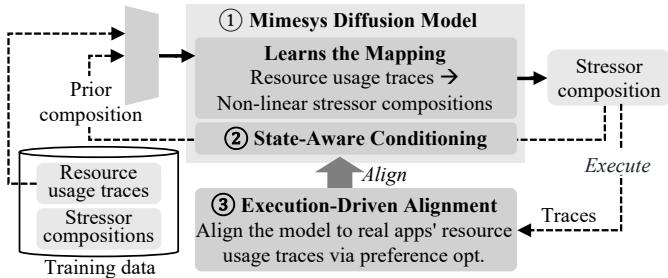 ① Mimesys Diffusion Model
Learns the Mapping
Resource usage traces →
Non-linear stressor compositions
Stressor
composition
Prior
composition
② State-Aware Conditioning
Execute
Align
Resource
usage traces
Stressor
compositions
Training data
③ Execution-Driven Alignment
Align the model to real apps' resource
usage traces via preference opt.
Traces